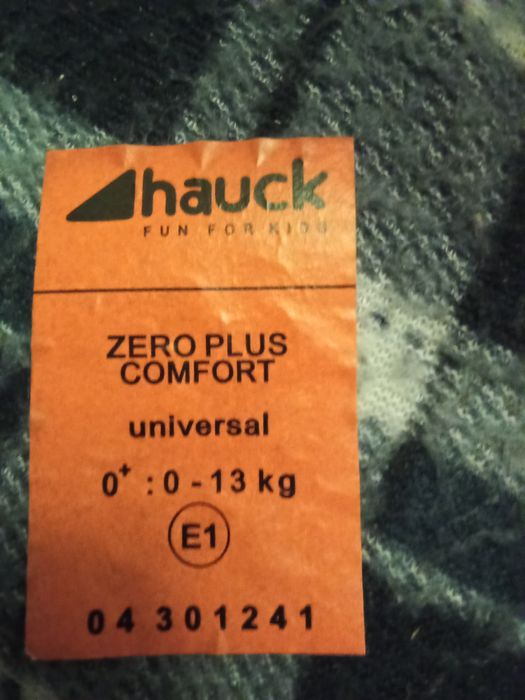 hauck
FUN FOR KIDS
ZERO PLUS
COMFORT
universal
0+ : 0 - 13 kg
E1
04 301241